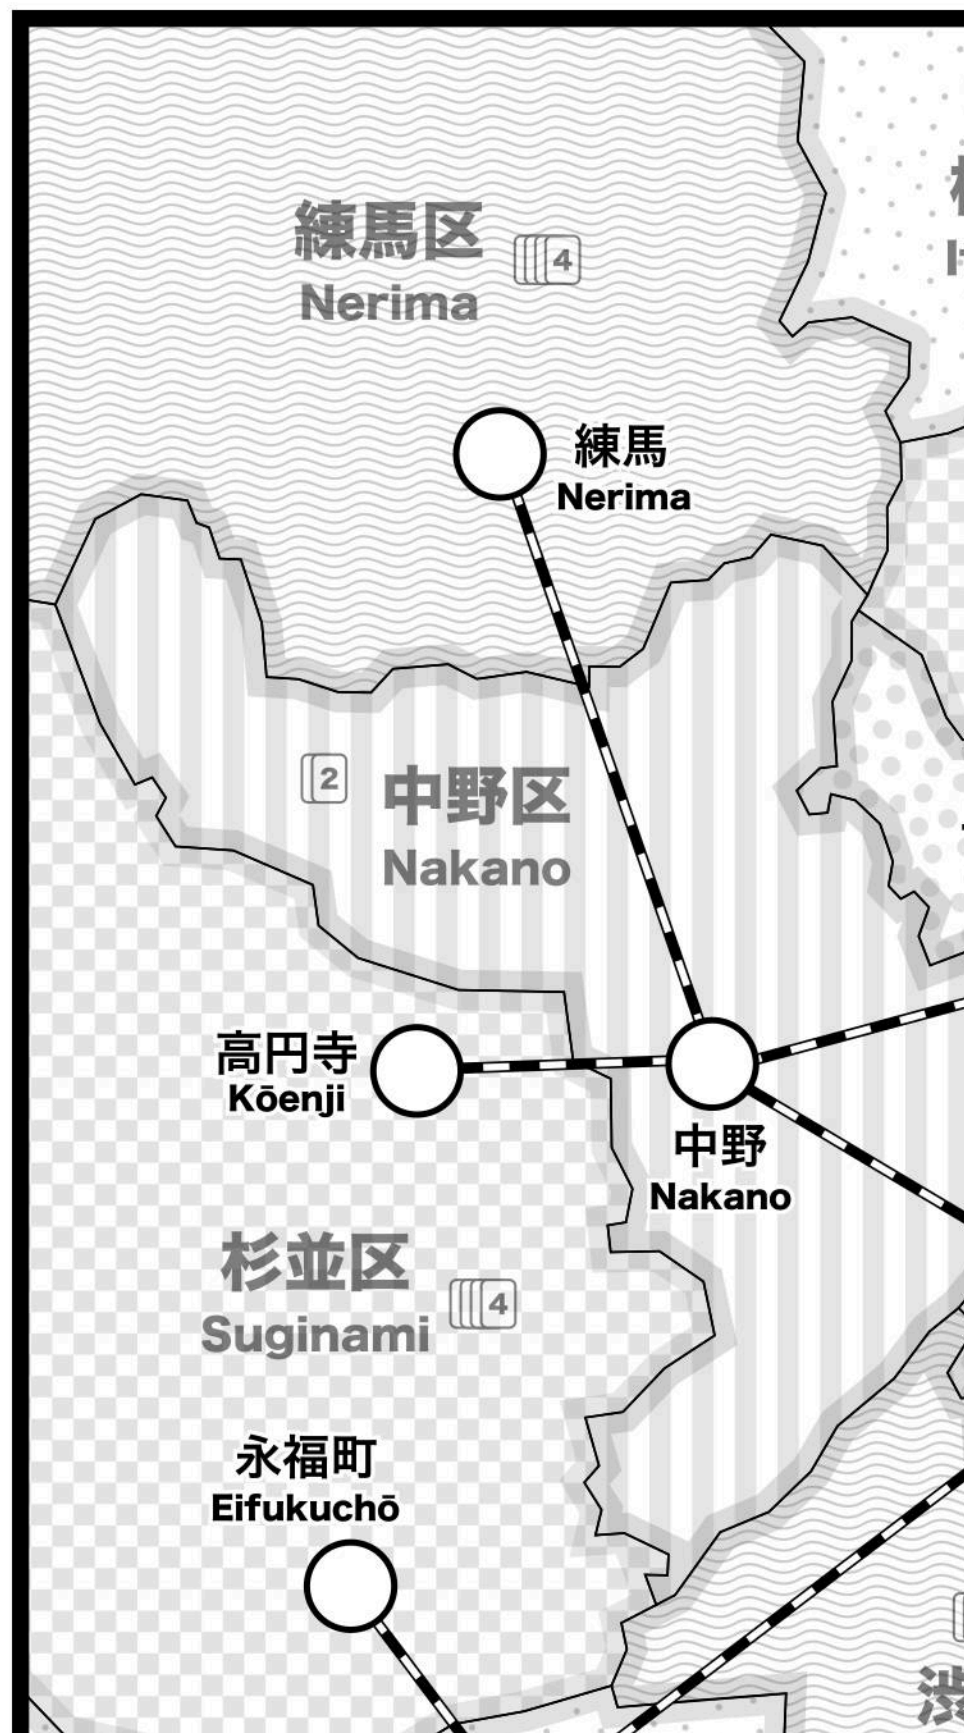 練馬区
Nerima
4
練馬
Nerima
2
中野区
Nakano
高円寺
Kōenji
中野
Nakano
杉並区
Suginami
4
永福町
Eifukuchō